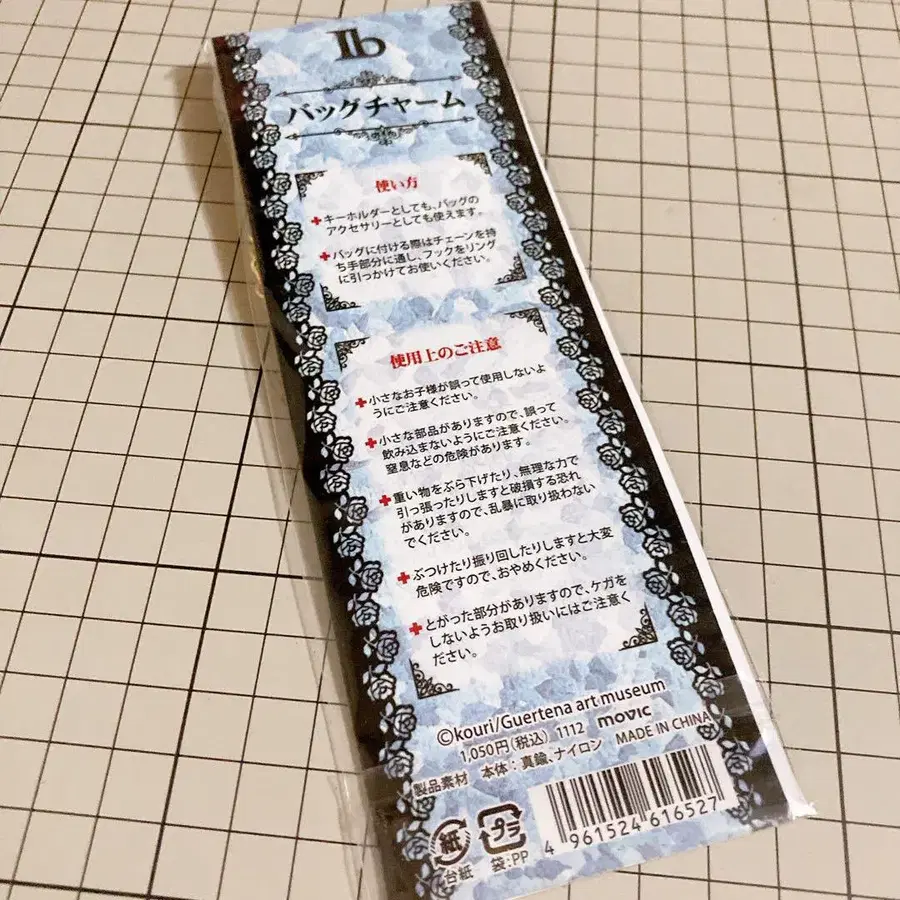 Ib
バッグチャーム
使い方
キーホルダーとしても、バッグの
アクセサリーとしても使えます。
バッグに付ける際はチェーンを持
ち手部分に通し、フックをリング
に引っかけてお使いください。
使用上のご注意
小さなお子様が誤って使用しないよ
うにご注意ください。
小さな部品がありますので、誤って
飲み込まないようにご注意ください。
窒息などの危険があります。
重い物をぶら下げたり、無理な力で
引っ張ったりしますと破損する恐れ
がありますので、乱暴に取り扱わない
でください。
ぶつけたり振り回したりしますと大変
危険ですので、おやめください。
とがった部分がありますので、ケガを
しないようお取り扱いにはご注意く
ださい。
©kouri/Guertena art museum
1,050円(税込) 1112 movic
製品素材 本体:真鍮、ナイロン MADE IN CHINA
紙 プラ
台紙 袋:PP
4 961524 616527